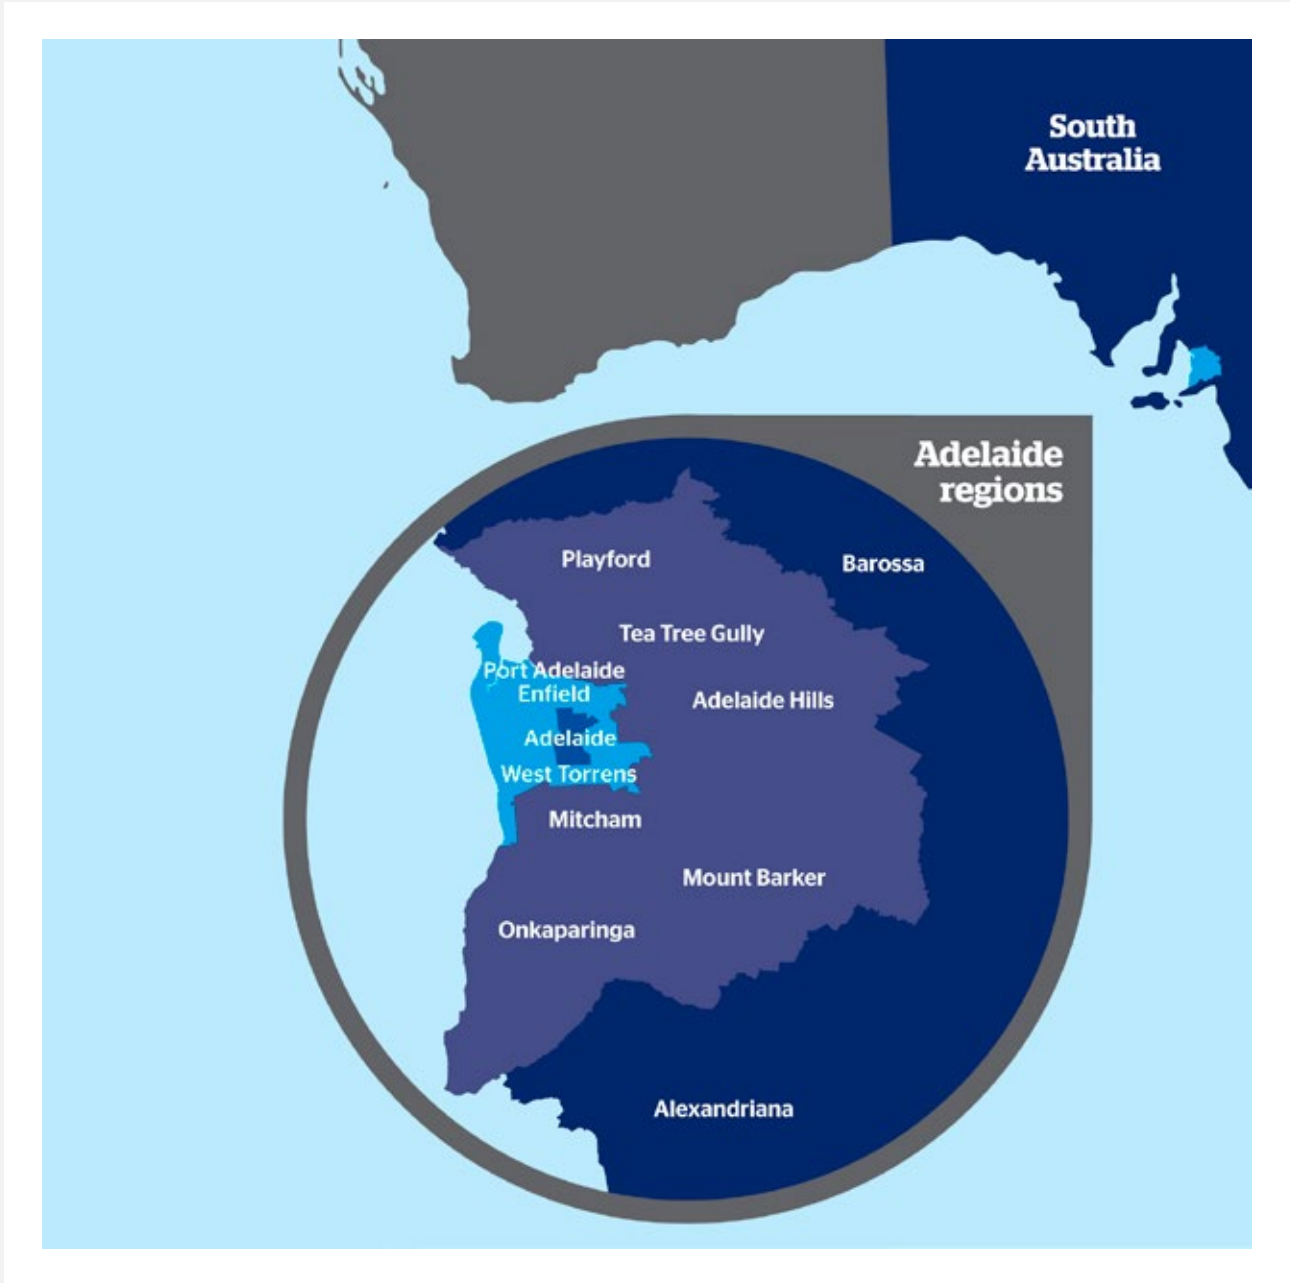 South
Australia
Adelaide
regions
Playford
Barossa
Tea Tree Gully
Port Adelaide
Enfield
Adelaide Hills
Adelaide
West Torrens
Mitcham
Mount Barker
Onkaparinga
Alexandriana